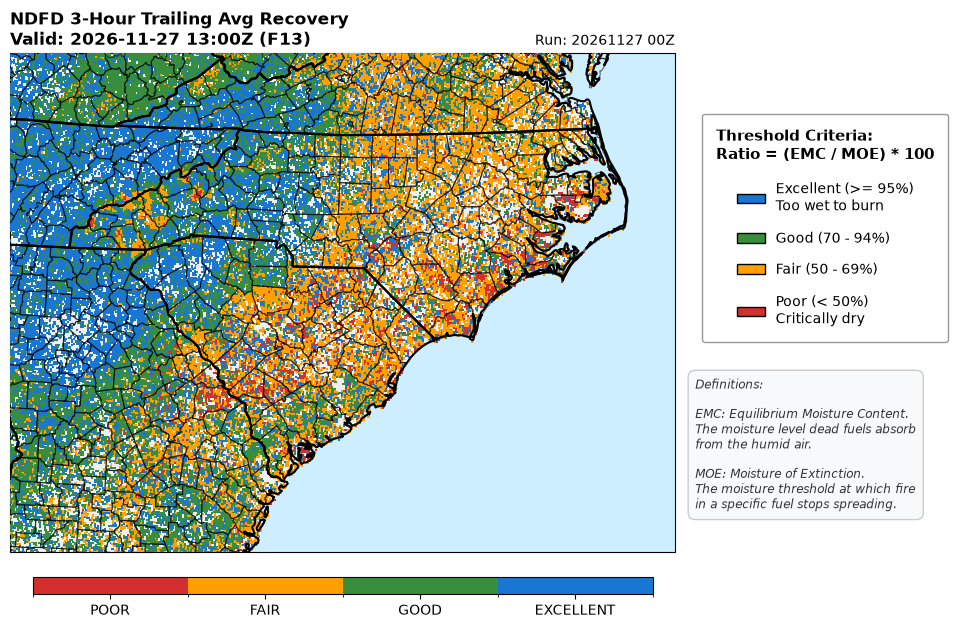 NDFD 3-Hour Trailing Avg Recovery
Valid: 2026-11-27 13:00Z (F13)
Run: 20261127 00Z
Threshold Criteria:
Ratio = (EMC / MOE) * 100
Excellent (>= 95%)
Too wet to burn
Good (70 - 94%)
Fair (50 - 69%)
Poor (< 50%)
Critically dry
Definitions:
EMC: Equilibrium Moisture Content.
The moisture level dead fuels absorb
from the humid air.
MOE: Moisture of Extinction.
The moisture threshold at which fire
in a specific fuel stops spreading.
POOR
FAIR
GOOD
EXCELLENT